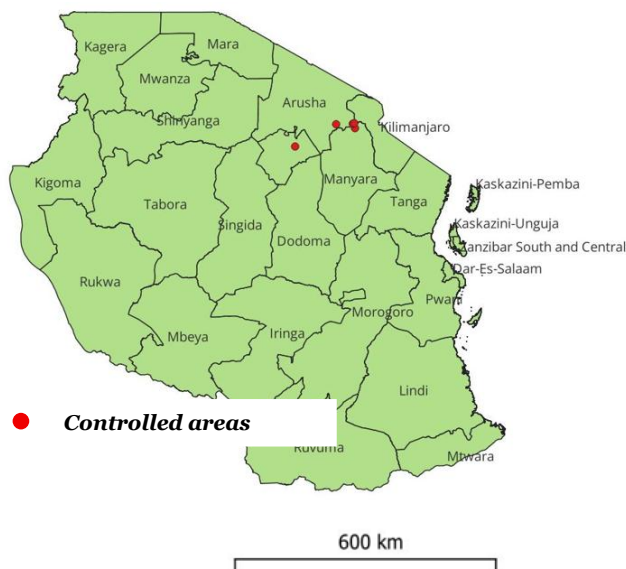 Kagera
Mara
Mwanza
Arusha
Shinyanga
Kilimanjaro
Kigoma
Manyara
Kaskazini-Pemba
Tabora
Singida
Tanga
Kaskazini-Unguja
Dodoma
Zanzibar South and Central
Dar-Es-Salaam
Rukwa
Pwani
Morogoro
Mbeya
Iringa
Lindi
Controlled areas
Ruvuma
Mtwara
600 km